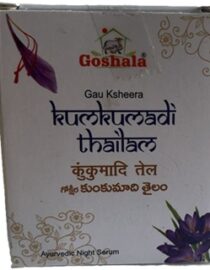 Goshala
Gau Ksheera
kumkumadi
thailam
कुंकुमादि तेल
గోక్షీర కుంకుమాది తైలం
Ayurvedic Night Serum